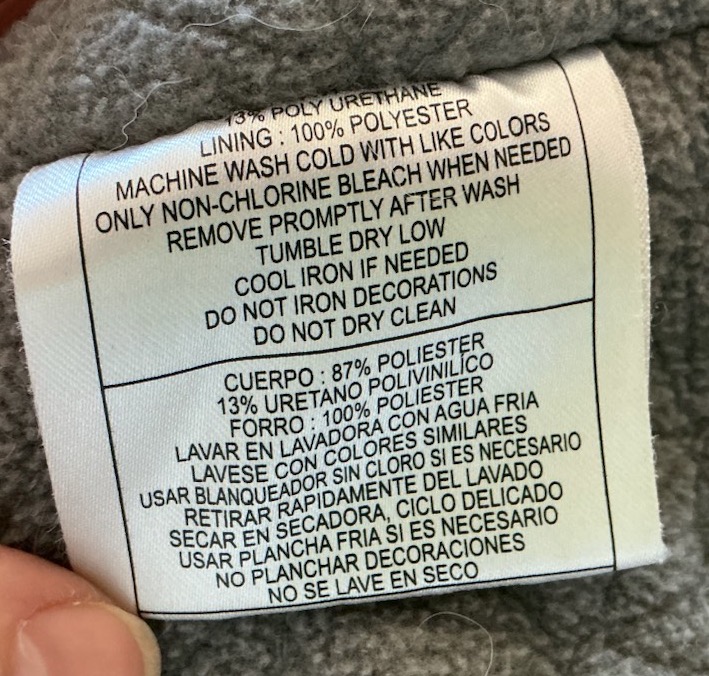 13% POLY URETHANE
LINING : 100% POLYESTER
MACHINE WASH COLD WITH LIKE COLORS
ONLY NON-CHLORINE BLEACH WHEN NEEDED
REMOVE PROMPTLY AFTER WASH
TUMBLE DRY LOW
COOL IRON IF NEEDED
DO NOT IRON DECORATIONS
DO NOT DRY CLEAN
CUERPO : 87% POLIESTER
13% URETANO POLIVINILÍCO
FORRO : 100% POLIESTER
LAVAR EN LAVADORA CON AGUA FRIA
LAVESE CON COLORES SIMILARES
USAR BLANQUEADOR SIN CLORO SI ES NECESARIO
RETIRAR RAPIDAMENTE DEL LAVADO
SECAR EN SECADORA, CICLO DELICADO
USAR PLANCHA FRIA SI ES NECESARIO
NO PLANCHAR DECORACIONES
NO SE LAVE EN SECO